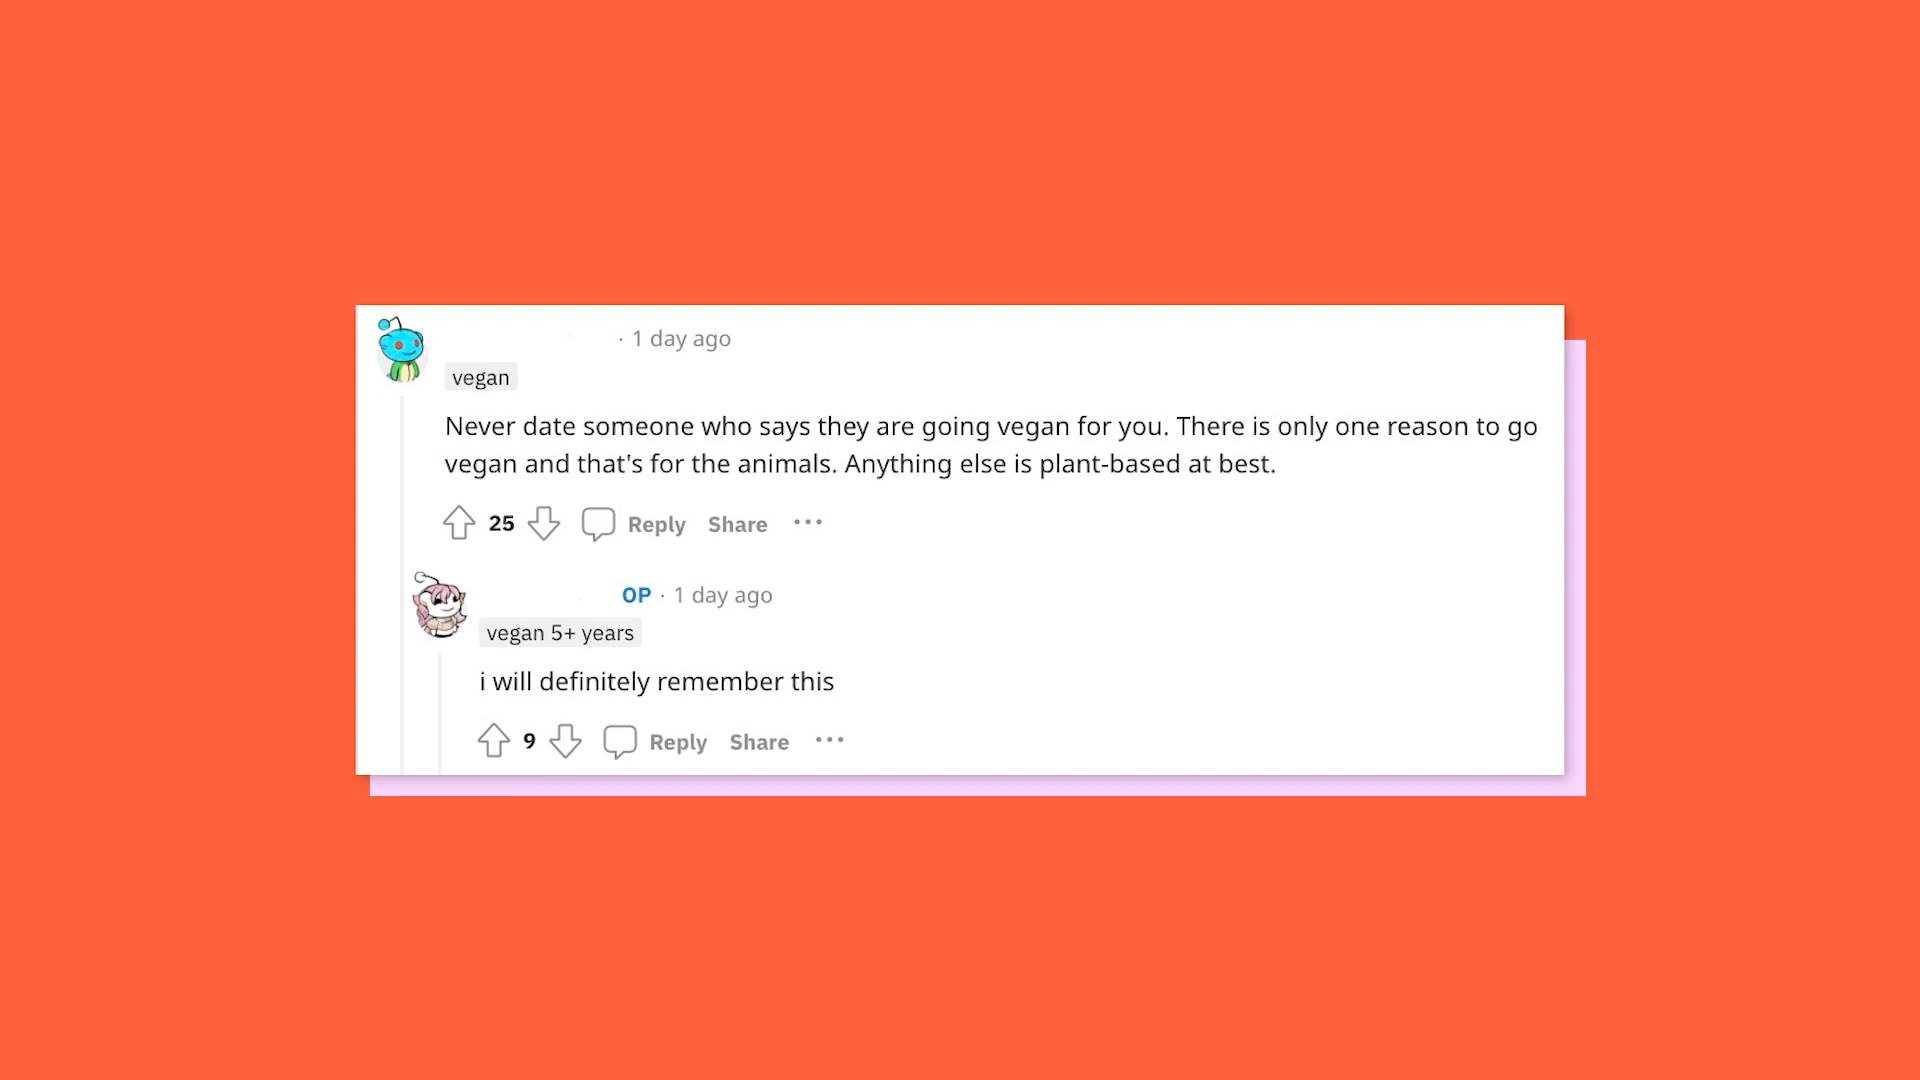 · 1 day ago
vegan
Never date someone who says they are going vegan for you. There is only one reason to go
vegan and that's for the animals. Anything else is plant-based at best.
25 Reply Share ···
OP · 1 day ago
vegan 5+ years
i will definitely remember this
9 Reply Share ···